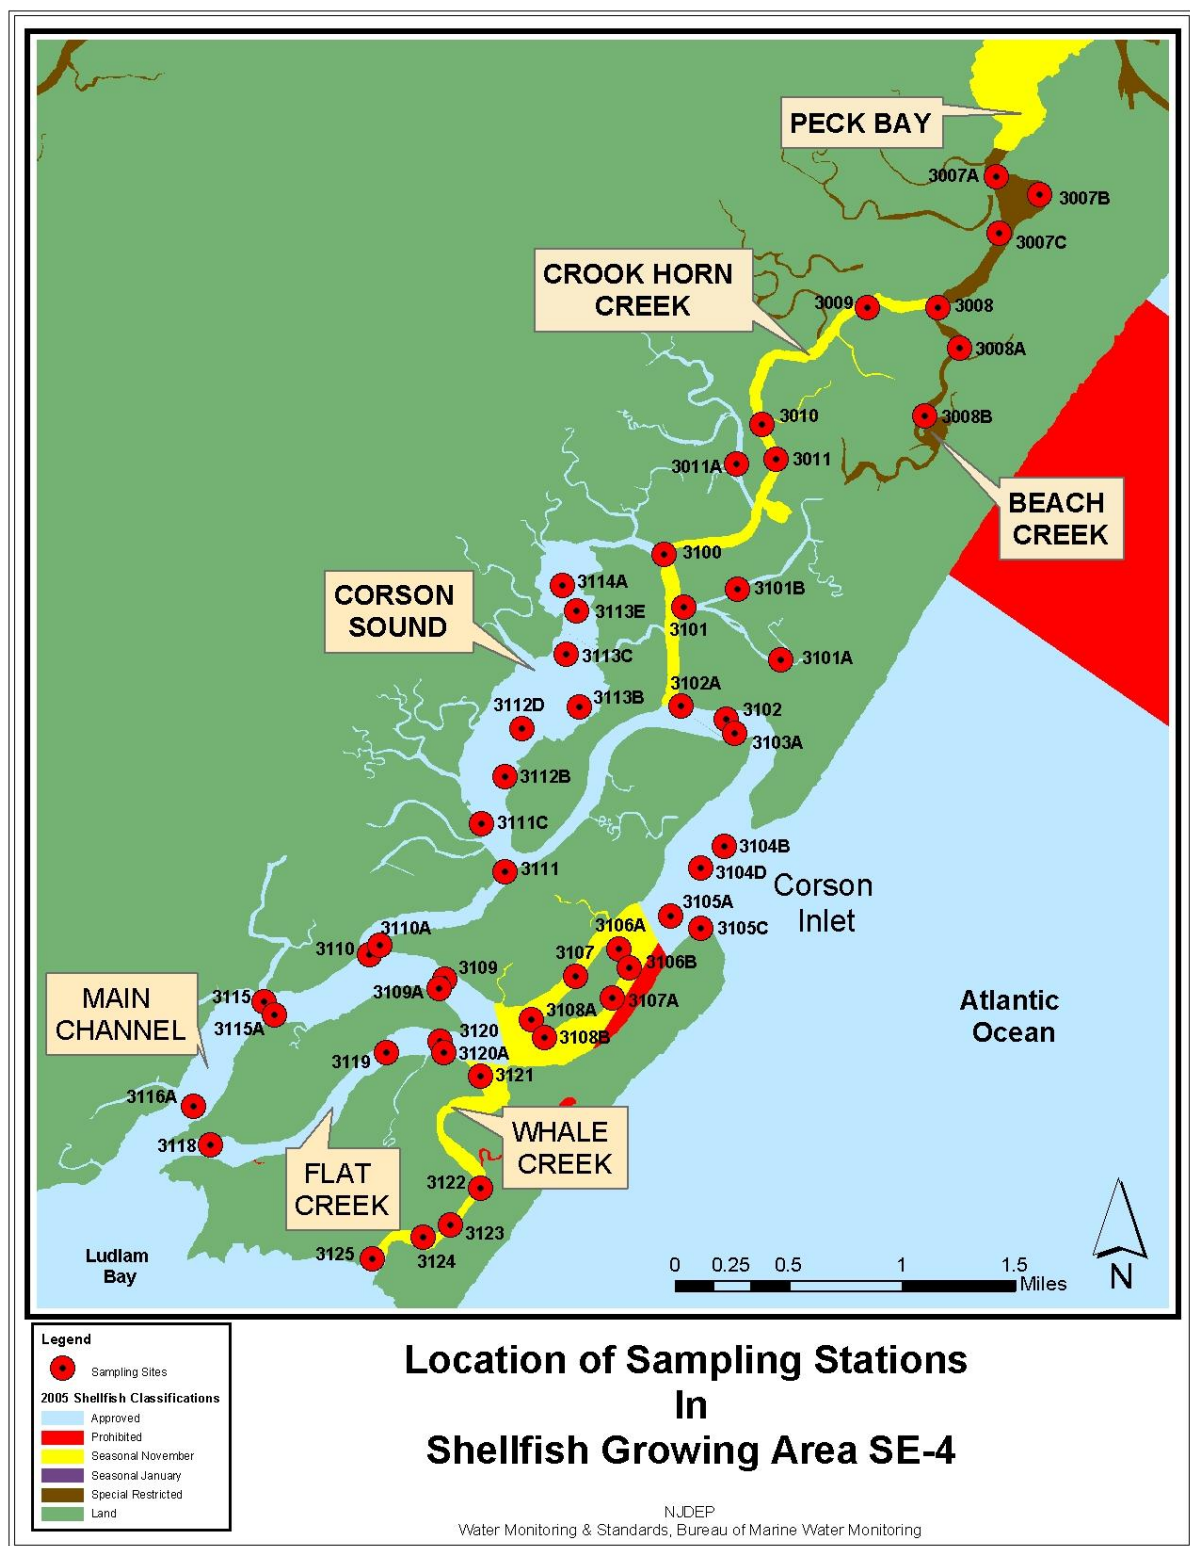 PECK BAY
3007A
3007B
3007C
CROOK HORN
CREEK
3009
3008
3008A
3010
3008B
3011A
3011
BEACH
CREEK
3100
3114A
3101B
CORSON
SOUND
3113E
3101
3113C
3101A
3102A
3112D
3113B
3102
3103A
3112B
3111C
3104B
3111
3104D
Corson
Inlet
3105A
3110A
3106A
3105C
3110
3107
3106B
3109
MAIN
CHANNEL
3109A
3107A
3115
3108A
Atlantic
Ocean
3115A
3120
3108B
3119
3120A
3121
3116A
WHALE
CREEK
3118
FLAT
CREEK
3122
3123
3125
3124
Ludlam
Bay
0 0.25 0.5 1 1.5
Miles
N
Legend
Sampling Sites
2005 Shellfish Classifications
Approved
Prohibited
Seasonal November
Seasonal January
Special Restricted
Land
Location of Sampling Stations
In
Shellfish Growing Area SE-4
NJDEP
Water Monitoring & Standards, Bureau of Marine Water Monitoring